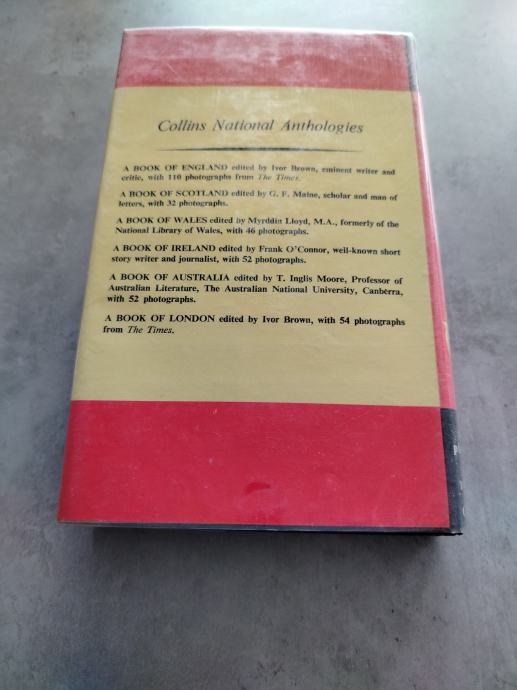 Collins National Anthologies
A BOOK OF ENGLAND edited by Ivor Brown, eminent writer and
critic, with 110 photographs from The Times.
A BOOK OF SCOTLAND edited by G. F. Maine, scholar and man of
letters, with 32 photographs.
A BOOK OF WALES edited by Myrddin Lloyd, M.A., formerly of the
National Library of Wales, with 46 photographs.
A BOOK OF IRELAND edited by Frank O'Connor, well-known short
story writer and journalist, with 52 photographs.
A BOOK OF AUSTRALIA edited by T. Inglis Moore, Professor of
Australian Literature, The Australian National University, Canberra,
with 52 photographs.
A BOOK OF LONDON edited by Ivor Brown, with 54 photographs
from The Times.